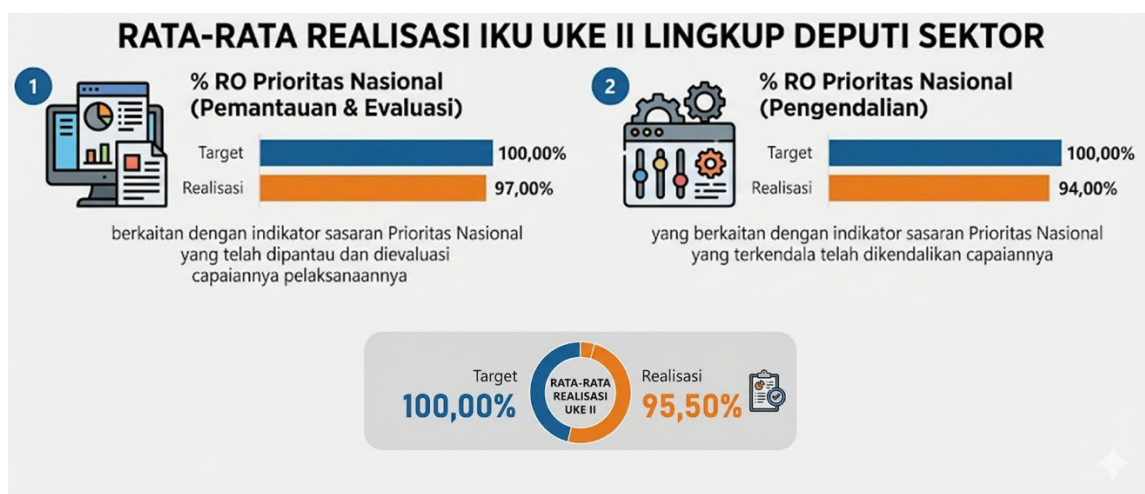 RATA-RATA REALISASI IKU UKE II LINGKUP DEPUTI SEKTOR
1
% RO Prioritas Nasional
(Pemantauan & Evaluasi)
Target
100,00%
Realisasi
97,00%
berkaitan dengan indikator sasaran Prioritas Nasional
yang telah dipantau dan dievaluasi
capaiannya pelaksanaannya
2
% RO Prioritas Nasional
(Pengendalian)
Target
100,00%
Realisasi
94,00%
yang berkaitan dengan indikator sasaran Prioritas Nasional
yang terkendala telah dikendalikan capaiannya
Target
100,00%
RATA-RATA
REALISASI
UKE II
Realisasi
95,50%